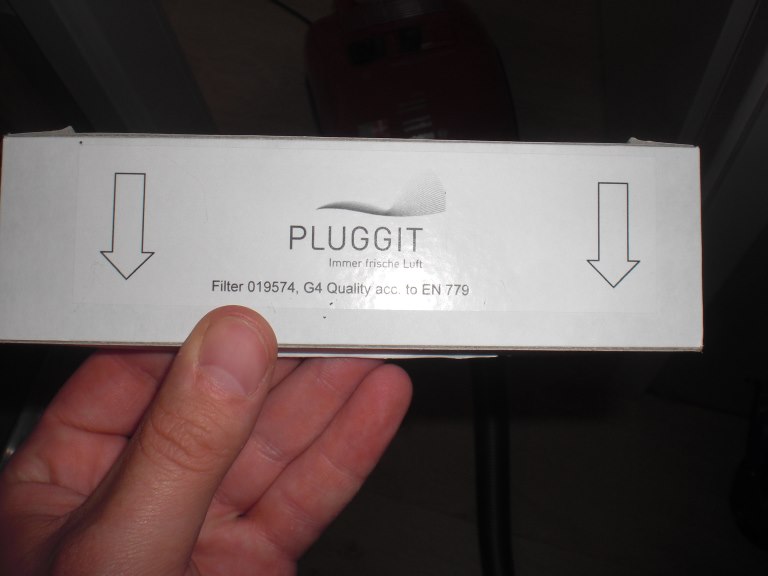 PLUGGIT
Immer frische Luft
Filter 019574, G4 Quality acc. to EN 779